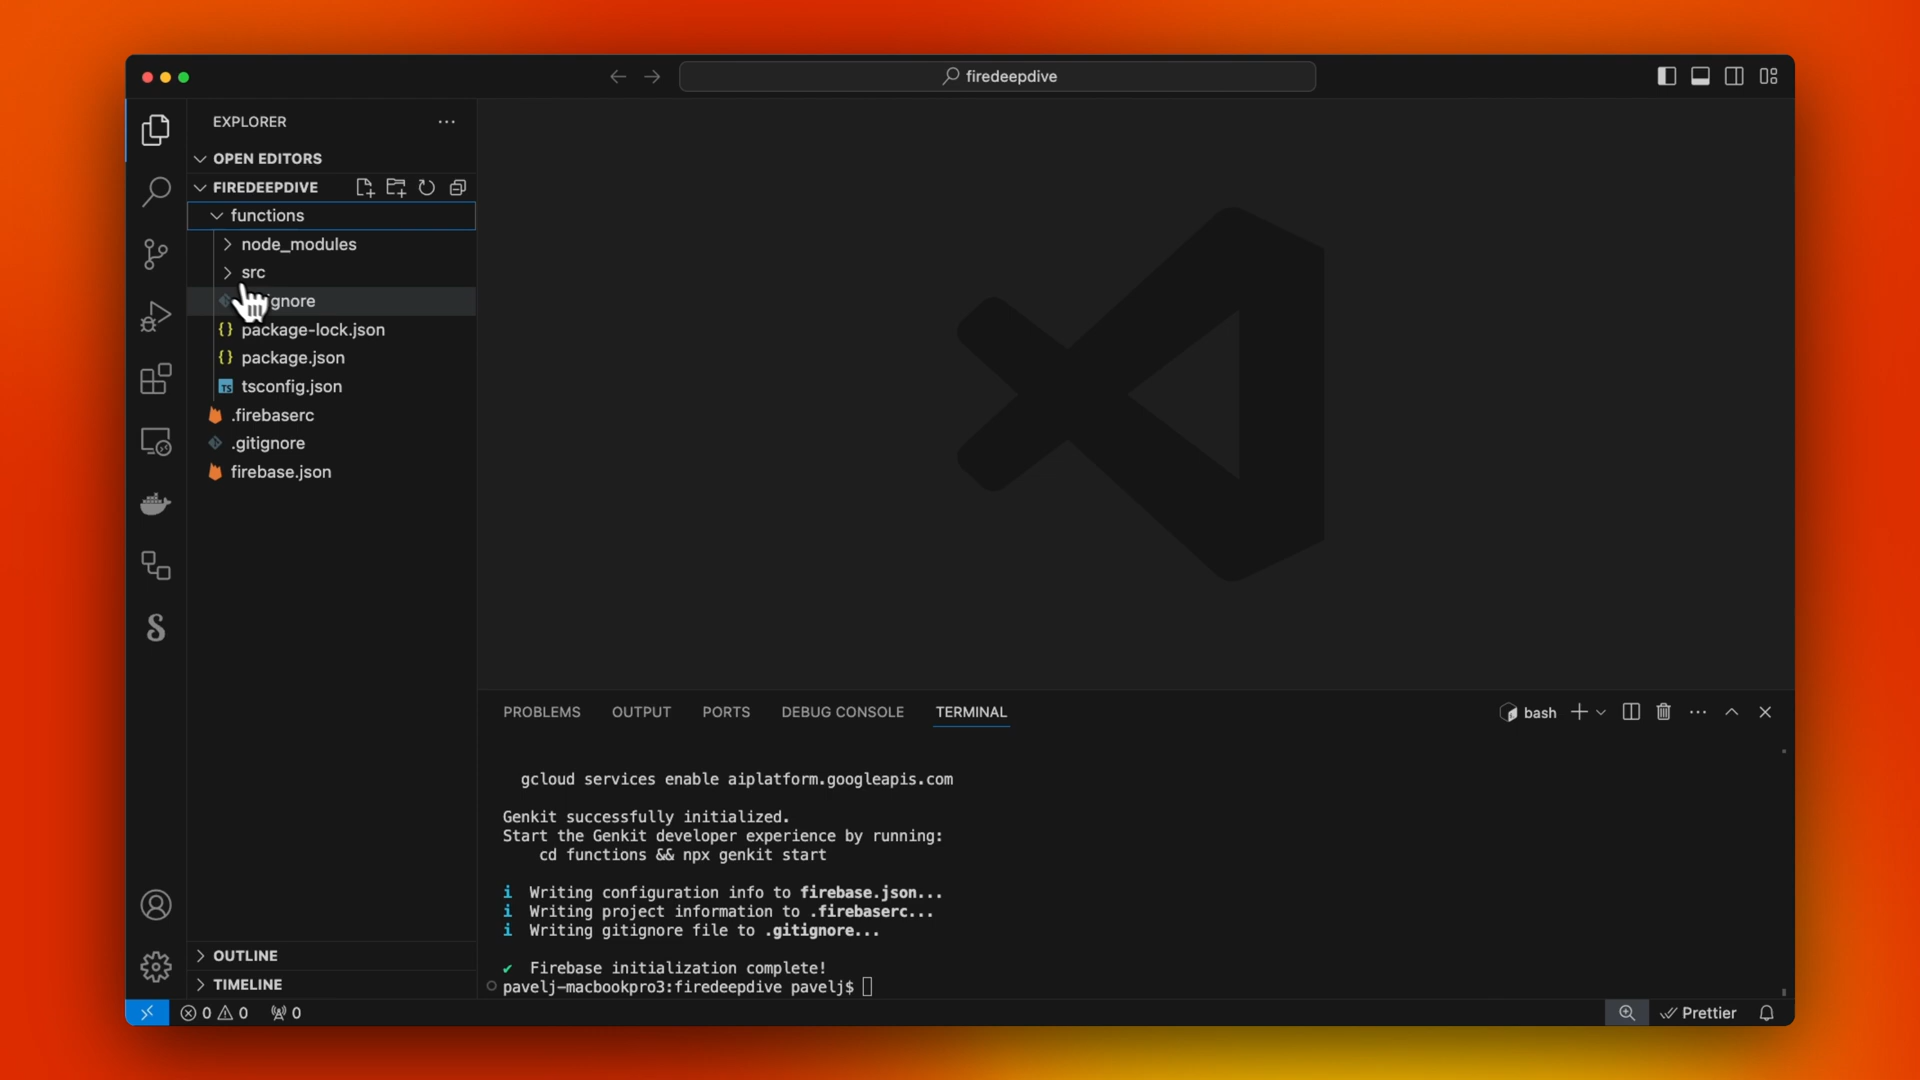 firedeepdive
EXPLORER
OPEN EDITORS
FIREDEEPDIVE
functions
node_modules
src
package-lock.json
package.json
TS tsconfig.json
.firebaserc
.gitignore
firebase.json
OUTLINE
TIMELINE
PROBLEMS OUTPUT PORTS DEBUG CONSOLE TERMINAL
bash
gcloud services enable aiplatform.googleapis.com
Genkit successfully initialized.
Start the Genkit developer experience by running:
cd functions && npx genkit start
i Writing configuration info to firebase.json...
i Writing project information to .firebaserc...
i Writing gitignore file to .gitignore...
✔ Firebase initialization complete!
pavelj-macbookpro3:firedeepdive pavelj$
0 0 0
Prettier